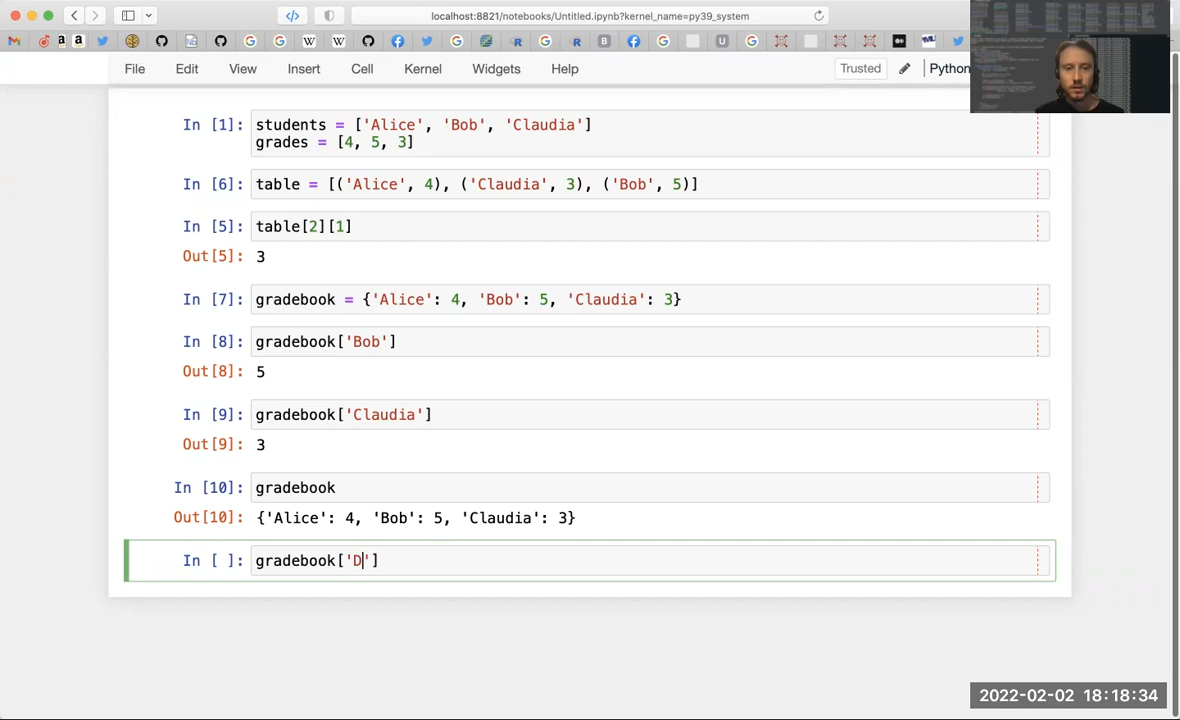 localhost:8821/notebooks/Untitled.ipynb?kernel_name=py39_system
File Edit View Insert Cell Kernel Widgets Help Trusted Python
In [1]: students = ['Alice', 'Bob', 'Claudia']
grades = [4, 5, 3]
In [6]: table = [('Alice', 4), ('Claudia', 3), ('Bob', 5)]
In [5]: table[2][1]
Out[5]: 3
In [7]: gradebook = {'Alice': 4, 'Bob': 5, 'Claudia': 3}
In [8]: gradebook['Bob']
Out[8]: 5
In [9]: gradebook['Claudia']
Out[9]: 3
In [10]: gradebook
Out[10]: {'Alice': 4, 'Bob': 5, 'Claudia': 3}
In [ ]: gradebook['D']
2022-02-02 18:18:34